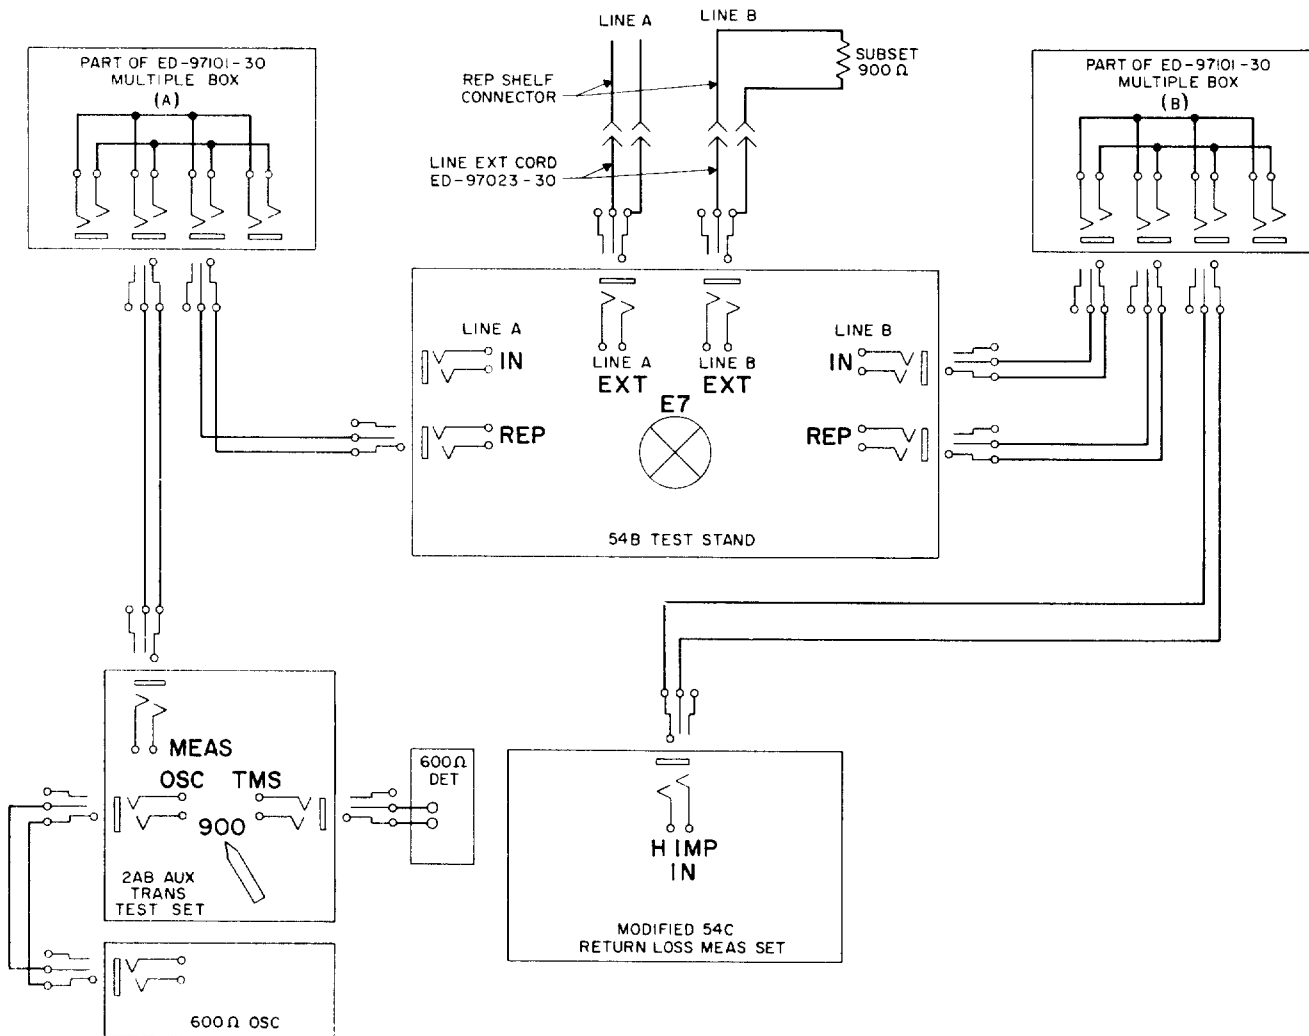 PART OF ED-97101-30
MULTIPLE BOX
(A)
LINE A
LINE B
SUBSET
900 Ω
REP SHELF
CONNECTOR
LINE EXT CORD
ED-97023-30
PART OF ED-97101-30
MULTIPLE BOX
(B)
LINE A
IN
REP
LINE A
EXT
LINE B
EXT
E7
LINE B
IN
REP
54B TEST STAND
MEAS
OSC
TMS
900
2AB AUX
TRANS
TEST SET
600Ω
DET
600Ω OSC
H IMP
IN
MODIFIED 54C
RETURN LOSS MEAS SET